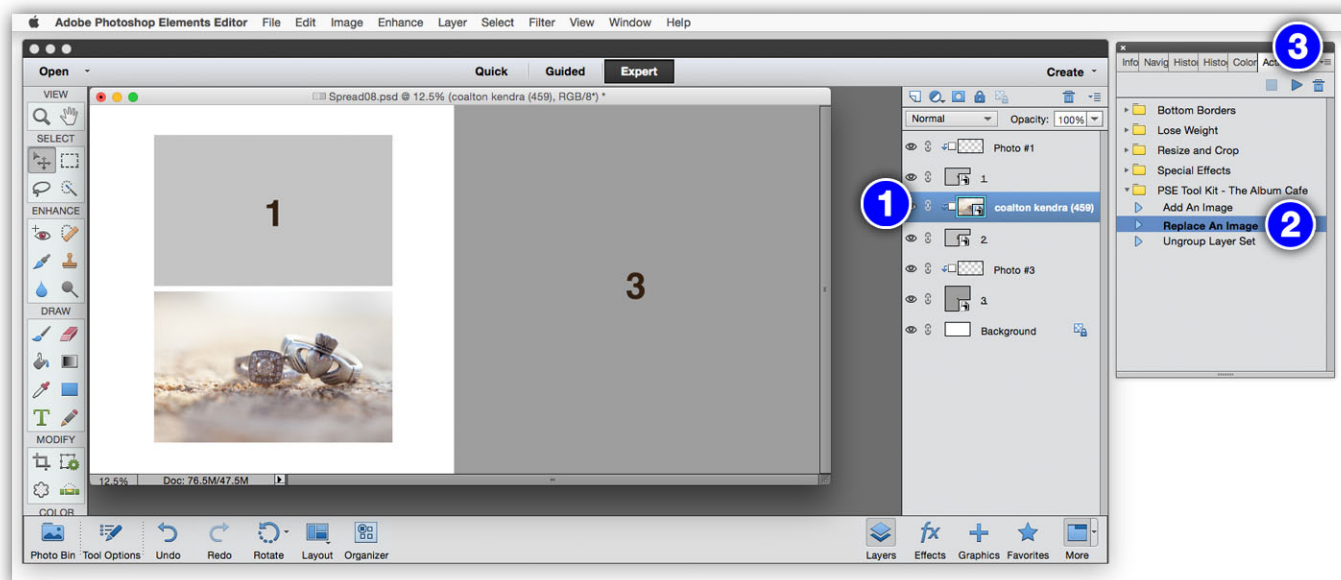 Adobe Photoshop Elements Editor File Edit Image Enhance Layer Select Filter View Window Help
3
Open Quick Guided Expert Create
Info Navig Histo Histo Color Act
VIEW
Spread08.psd @ 12.5% (coalton kendra (459), RGB/8*) *
Normal Opacity: 100%
SELECT
ENHANCE
DRAW
T
MODIFY
COLOR
1
3
12.5% Doc: 76.5M/47.5M
Photo #1
1
1
coalton kendra (459)
2
Photo #3
3
Background
Bottom Borders
Lose Weight
Resize and Crop
Special Effects
PSE Tool Kit - The Album Cafe
Add An Image
Replace An Image
2
Ungroup Layer Set
Photo Bin Tool Options Undo Redo Rotate Layout Organizer
fx
Layers Effects Graphics Favorites More